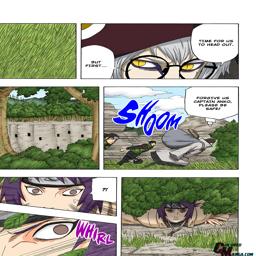 TIME FOR US
TO HEAD OUT.
BUT
FIRST...
FORGIVE US
CAPTAIN ANKO,
PLEASE BE
SAFE!
SHOOM
?!
WHIRL